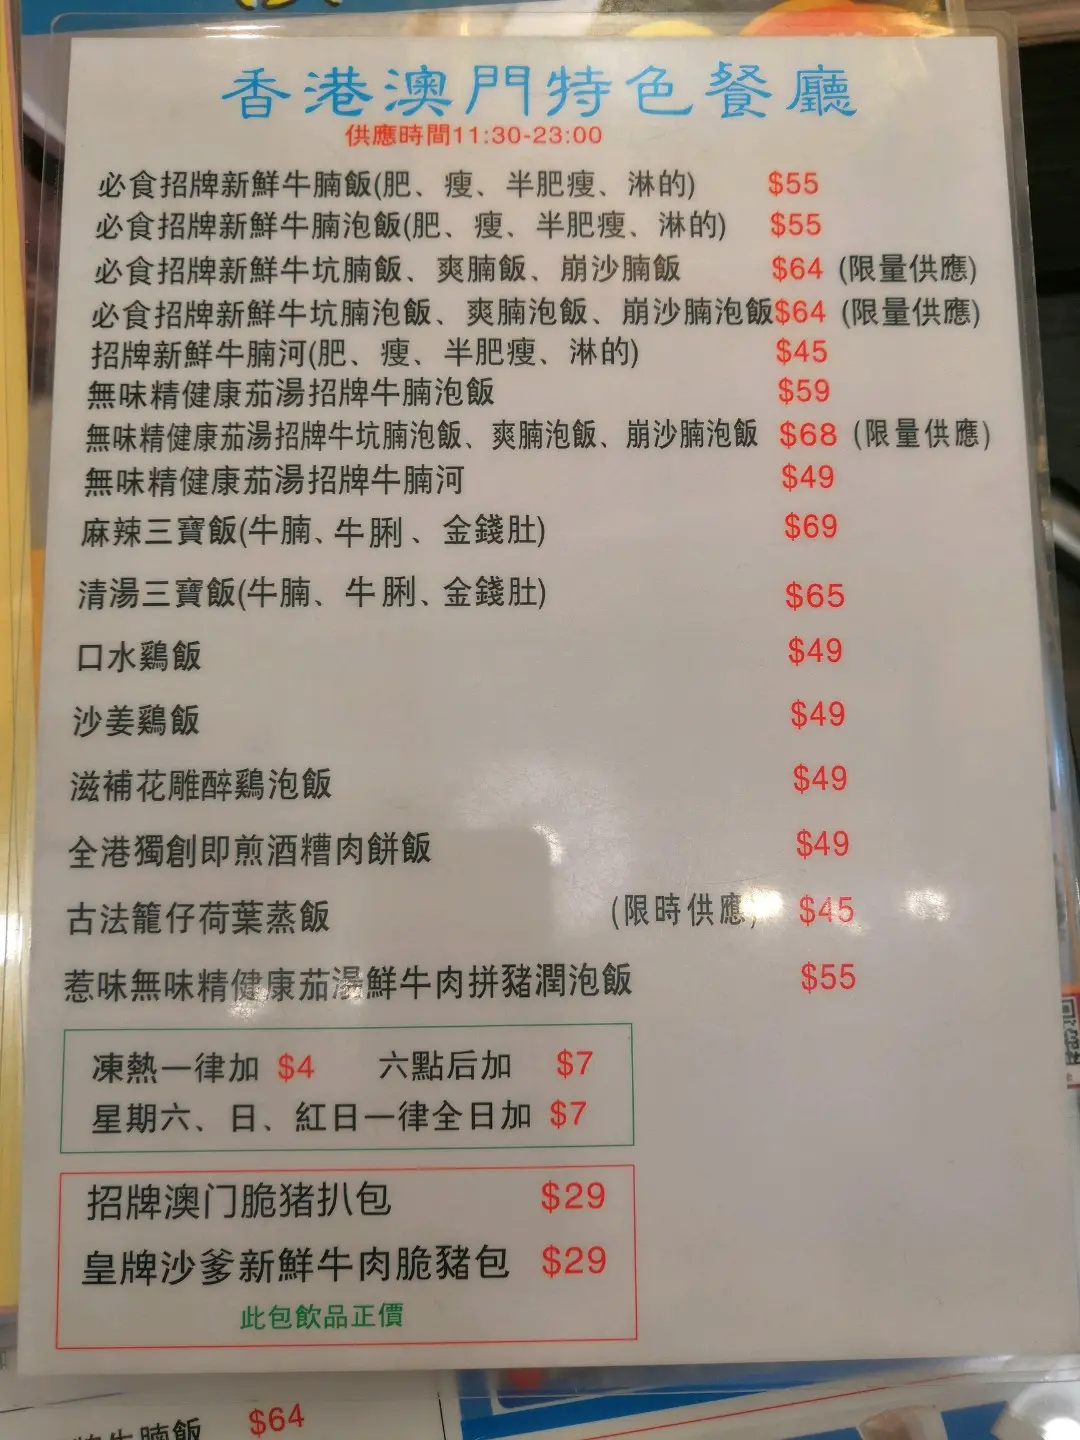 香港澳門特色餐廳
供應時間11:30-23:00
必食招牌新鮮牛腩飯(肥、瘦、半肥瘦、淋的) $55
必食招牌新鮮牛腩泡飯(肥、瘦、半肥瘦、淋的) $55
必食招牌新鮮牛坑腩飯、爽腩飯、崩沙腩飯 $64 (限量供應)
必食招牌新鮮牛坑腩泡飯、爽腩泡飯、崩沙腩泡飯$64 (限量供應)
招牌新鮮牛腩河(肥、瘦、半肥瘦、淋的) $45
無味精健康茄湯招牌牛腩泡飯 $59
無味精健康茄湯招牌牛坑腩泡飯、爽腩泡飯、崩沙腩泡飯 $68 (限量供應)
無味精健康茄湯招牌牛腩河 $49
麻辣三寶飯(牛腩、牛脷、金錢肚) $69
清湯三寶飯(牛腩、牛脷、金錢肚) $65
口水鷄飯 $49
沙姜鷄飯 $49
滋補花雕醉鷄泡飯 $49
全港獨創即煎酒糟肉餅飯 $49
古法籠仔荷葉蒸飯 (限時供應) $45
惹味無味精健康茄湯鮮牛肉拼豬潤泡飯 $55
凍熱一律加 $4 六點后加 $7
星期六、日、紅日一律全日加 $7
招牌澳门脆猪扒包 $29
皇牌沙爹新鮮牛肉脆豬包 $29
此包飲品正價
牛腩飯 $64